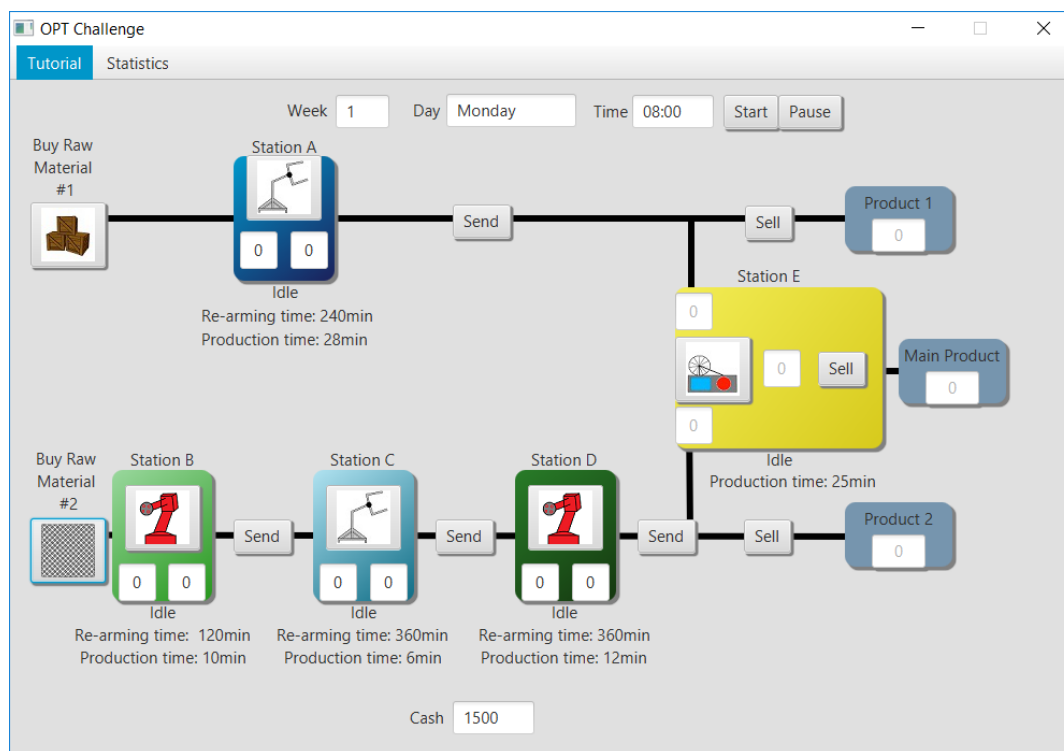 OPT Challenge
Tutorial Statistics
Week 1 Day Monday Time 08:00 Start Pause
Buy Raw
Material
#1
Station A
0 0
Idle
Re-arming time: 240min
Production time: 28min
Send
Sell
Product 1
0
Station E
0
0
Sell
0
Idle
Production time: 25min
Main Product
0
Buy Raw
Material
#2
Station B
0 0
Idle
Re-arming time: 120min
Production time: 10min
Send
Station C
0 0
Idle
Re-arming time: 360min
Production time: 6min
Send
Station D
0 0
Idle
Re-arming time: 360min
Production time: 12min
Send
Sell
Product 2
0
Cash 1500